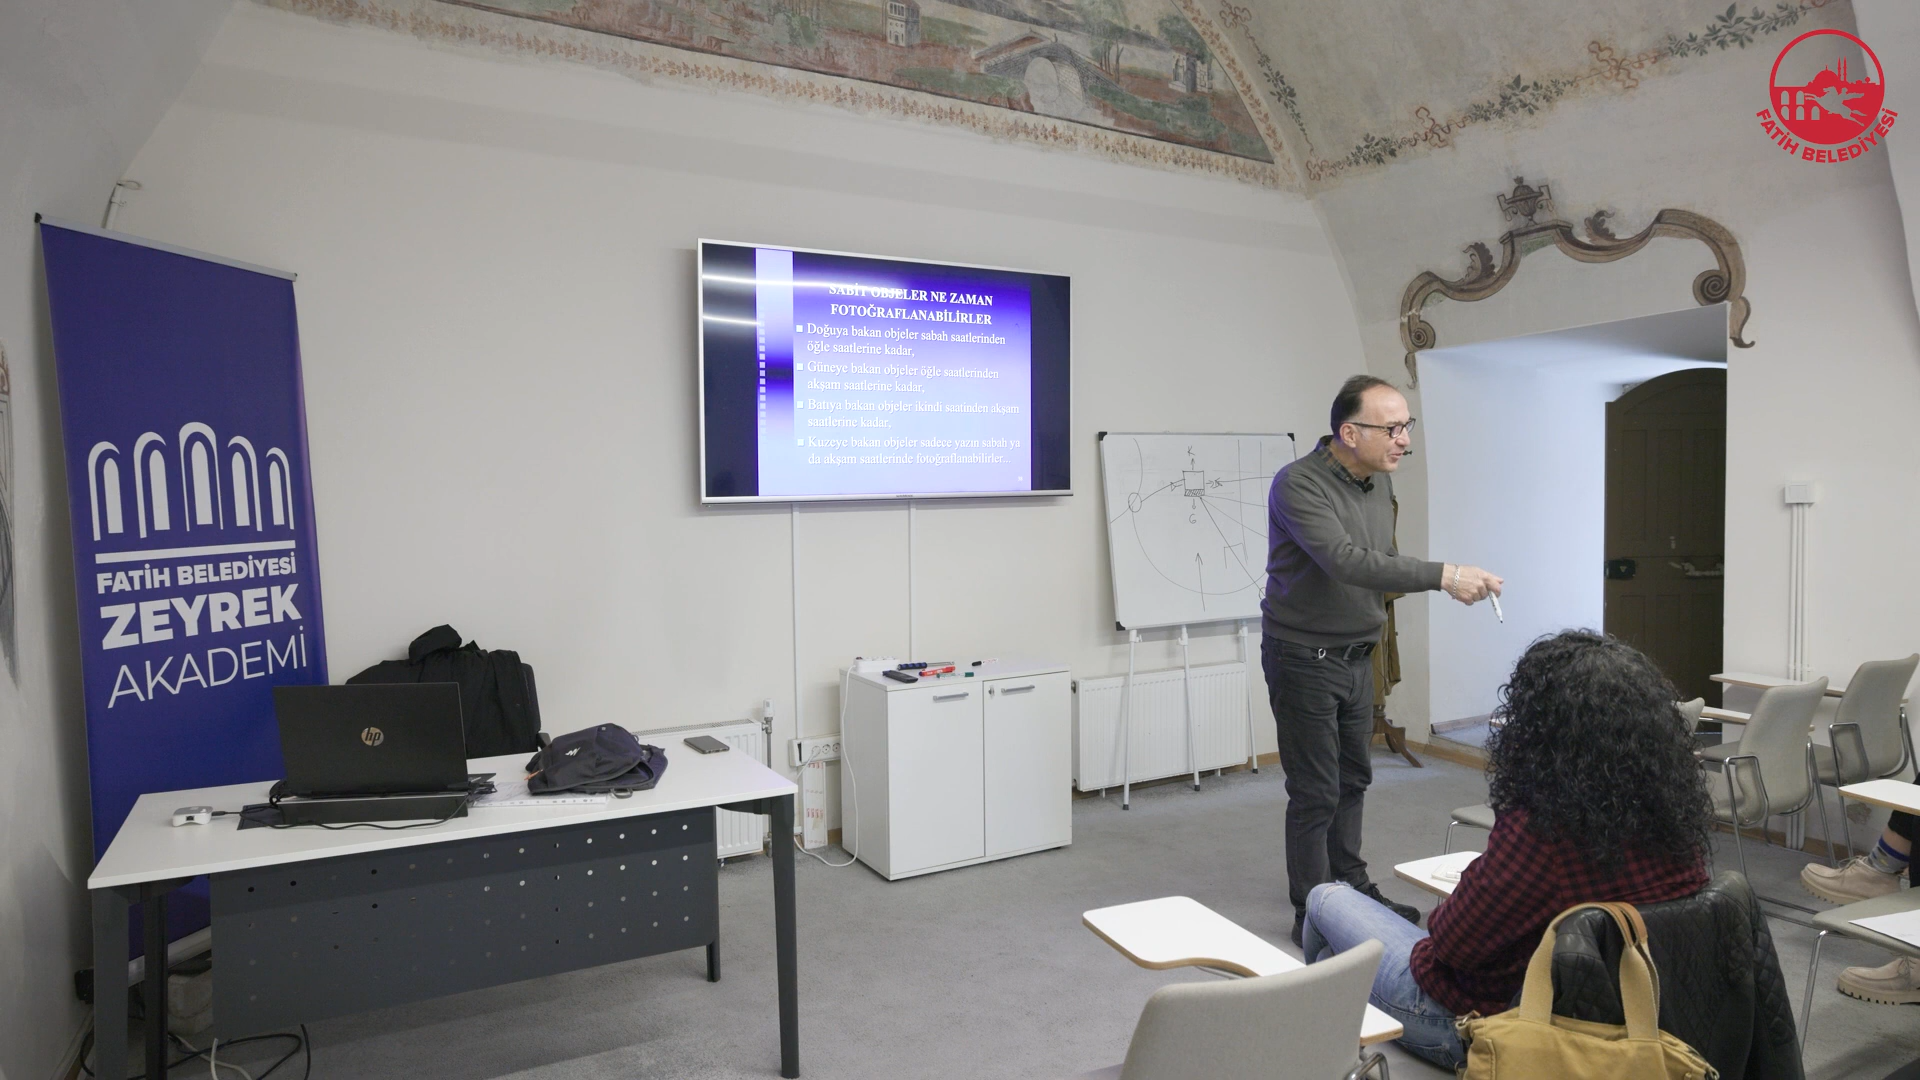 FATİH BELEDİYESİ
SABİT OBJELER NE ZAMAN
FOTOĞRAFLANABİLİRLER
Doğuya bakan objeler sabah saatlerinden
öğle saatlerine kadar,
Güneye bakan objeler öğle saatlerinden
akşam saatlerine kadar,
Batıya bakan objeler ikindi saatinden akşam
saatlerine kadar,
Kuzeye bakan objeler sadece yazın sabah ya
da akşam saatlerinde fotoğraflanabilirler..
K
G
FATİH BELEDİYESİ
ZEYREK
AKADEMİ
hp